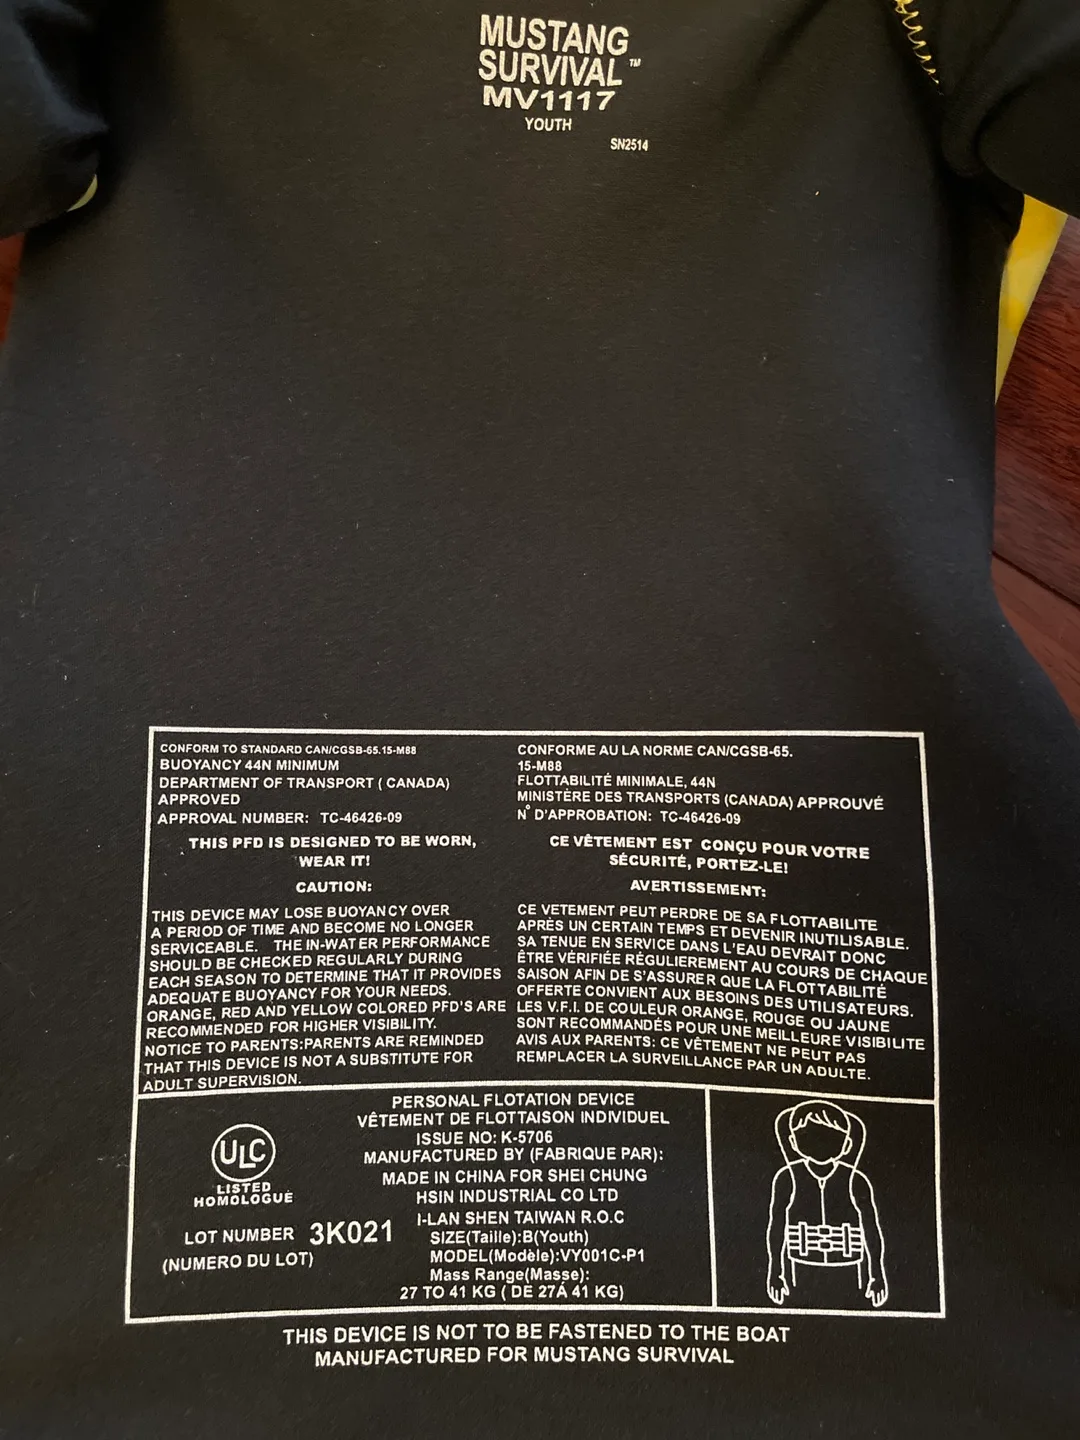 MUSTANG
SURVIVAL™
MV1117
YOUTH
SN2514
CONFORM TO STANDARD CAN/CGSB-65.15-M88
BUOYANCY 44N MINIMUM
DEPARTMENT OF TRANSPORT ( CANADA)
APPROVED
APPROVAL NUMBER: TC-46426-09
THIS PFD IS DESIGNED TO BE WORN,
WEAR IT!
CAUTION:
THIS DEVICE MAY LOSE BUOYANCY OVER
A PERIOD OF TIME AND BECOME NO LONGER
SERVICEABLE. THE IN-WATER PERFORMANCE
SHOULD BE CHECKED REGULARLY DURING
EACH SEASON TO DETERMINE THAT IT PROVIDES
ADEQUATE BUOYANCY FOR YOUR NEEDS.
ORANGE, RED AND YELLOW COLORED PFD'S ARE
RECOMMENDED FOR HIGHER VISIBILITY.
NOTICE TO PARENTS:PARENTS ARE REMINDED
THAT THIS DEVICE IS NOT A SUBSTITUTE FOR
ADULT SUPERVISION.
CONFORME AU LA NORME CAN/CGSB-65.
15-M88
FLOTTABILITÉ MINIMALE, 44N
MINISTÈRE DES TRANSPORTS (CANADA) APPROUVÉ
N° D'APPROBATION: TC-46426-09
CE VÊTEMENT EST CONÇU POUR VOTRE
SÉCURITÉ, PORTEZ-LE!
AVERTISSEMENT:
CE VETEMENT PEUT PERDRE DE SA FLOTTABILITE
APRÈS UN CERTAIN TEMPS ET DEVENIR INUTILISABLE.
SA TENUE EN SERVICE DANS L'EAU DEVRAIT DONC
ÊTRE VÉRIFIÉE RÉGULIEREMENT AU COURS DE CHAQUE
SAISON AFIN DE S'ASSURER QUE LA FLOTTABILITÉ
OFFERTE CONVIENT AUX BESOINS DES UTILISATEURS.
LES V.F.I. DE COULEUR ORANGE, ROUGE OU JAUNE
SONT RECOMMANDÉS POUR UNE MEILLEURE VISIBILITE
AVIS AUX PARENTS: CE VÊTEMENT NE PEUT PAS
REMPLACER LA SURVEILLANCE PAR UN ADULTE.
ULC
LISTED
HOMOLOGUÉ
LOT NUMBER 3K021
(NUMERO DU LOT)
PERSONAL FLOTATION DEVICE
VÊTEMENT DE FLOTTAISON INDIVIDUEL
ISSUE NO: K-5706
MANUFACTURED BY (FABRIQUE PAR):
MADE IN CHINA FOR SHEI CHUNG
HSIN INDUSTRIAL CO LTD
I-LAN SHEN TAIWAN R.O.C
SIZE(Taille):B(Youth)
MODEL(Modèle):VY001C-P1
Mass Range(Masse):
27 TO 41 KG ( DE 27À 41 KG)
THIS DEVICE IS NOT TO BE FASTENED TO THE BOAT
MANUFACTURED FOR MUSTANG SURVIVAL